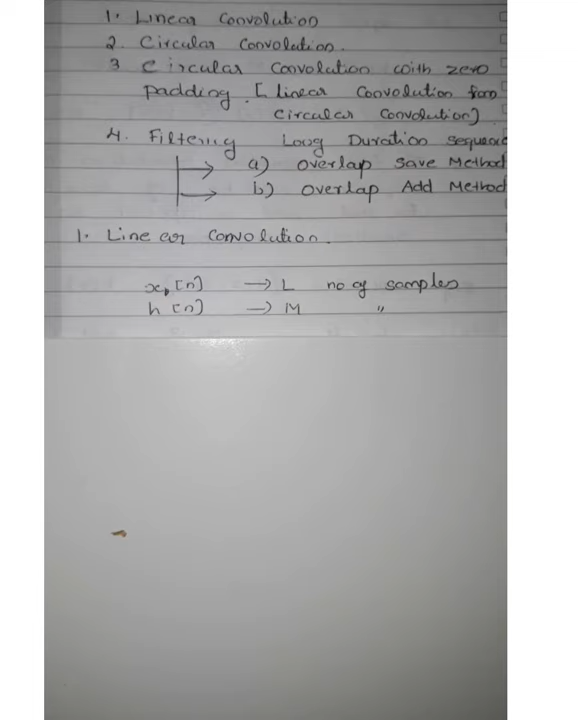 1. Linear Convolution
2. Circular Convolution.
3 Circular Convolution with zero
padding. [linear Convolution from
Circular Convolution]
4. Filtering Long Duration sequence
a) overlap save Method
b) overlap Add Method
1. Linear Convolution.
x,[n] → L no of samples
h[n] → M "